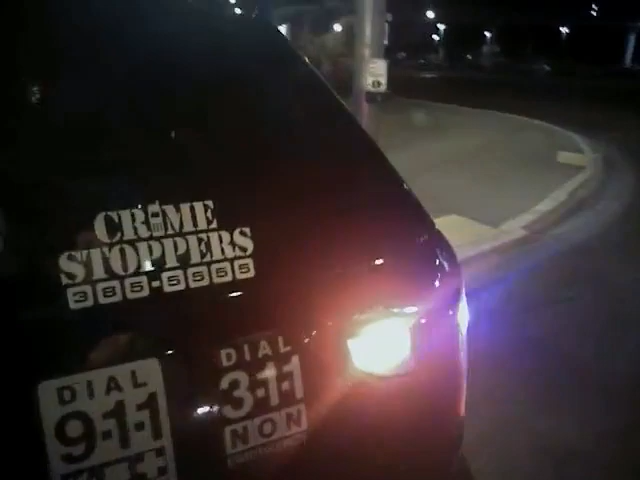 CRIME
STOPPERS
385-5555
DIAL
9-1-1
DIAL
3-1-1
NON